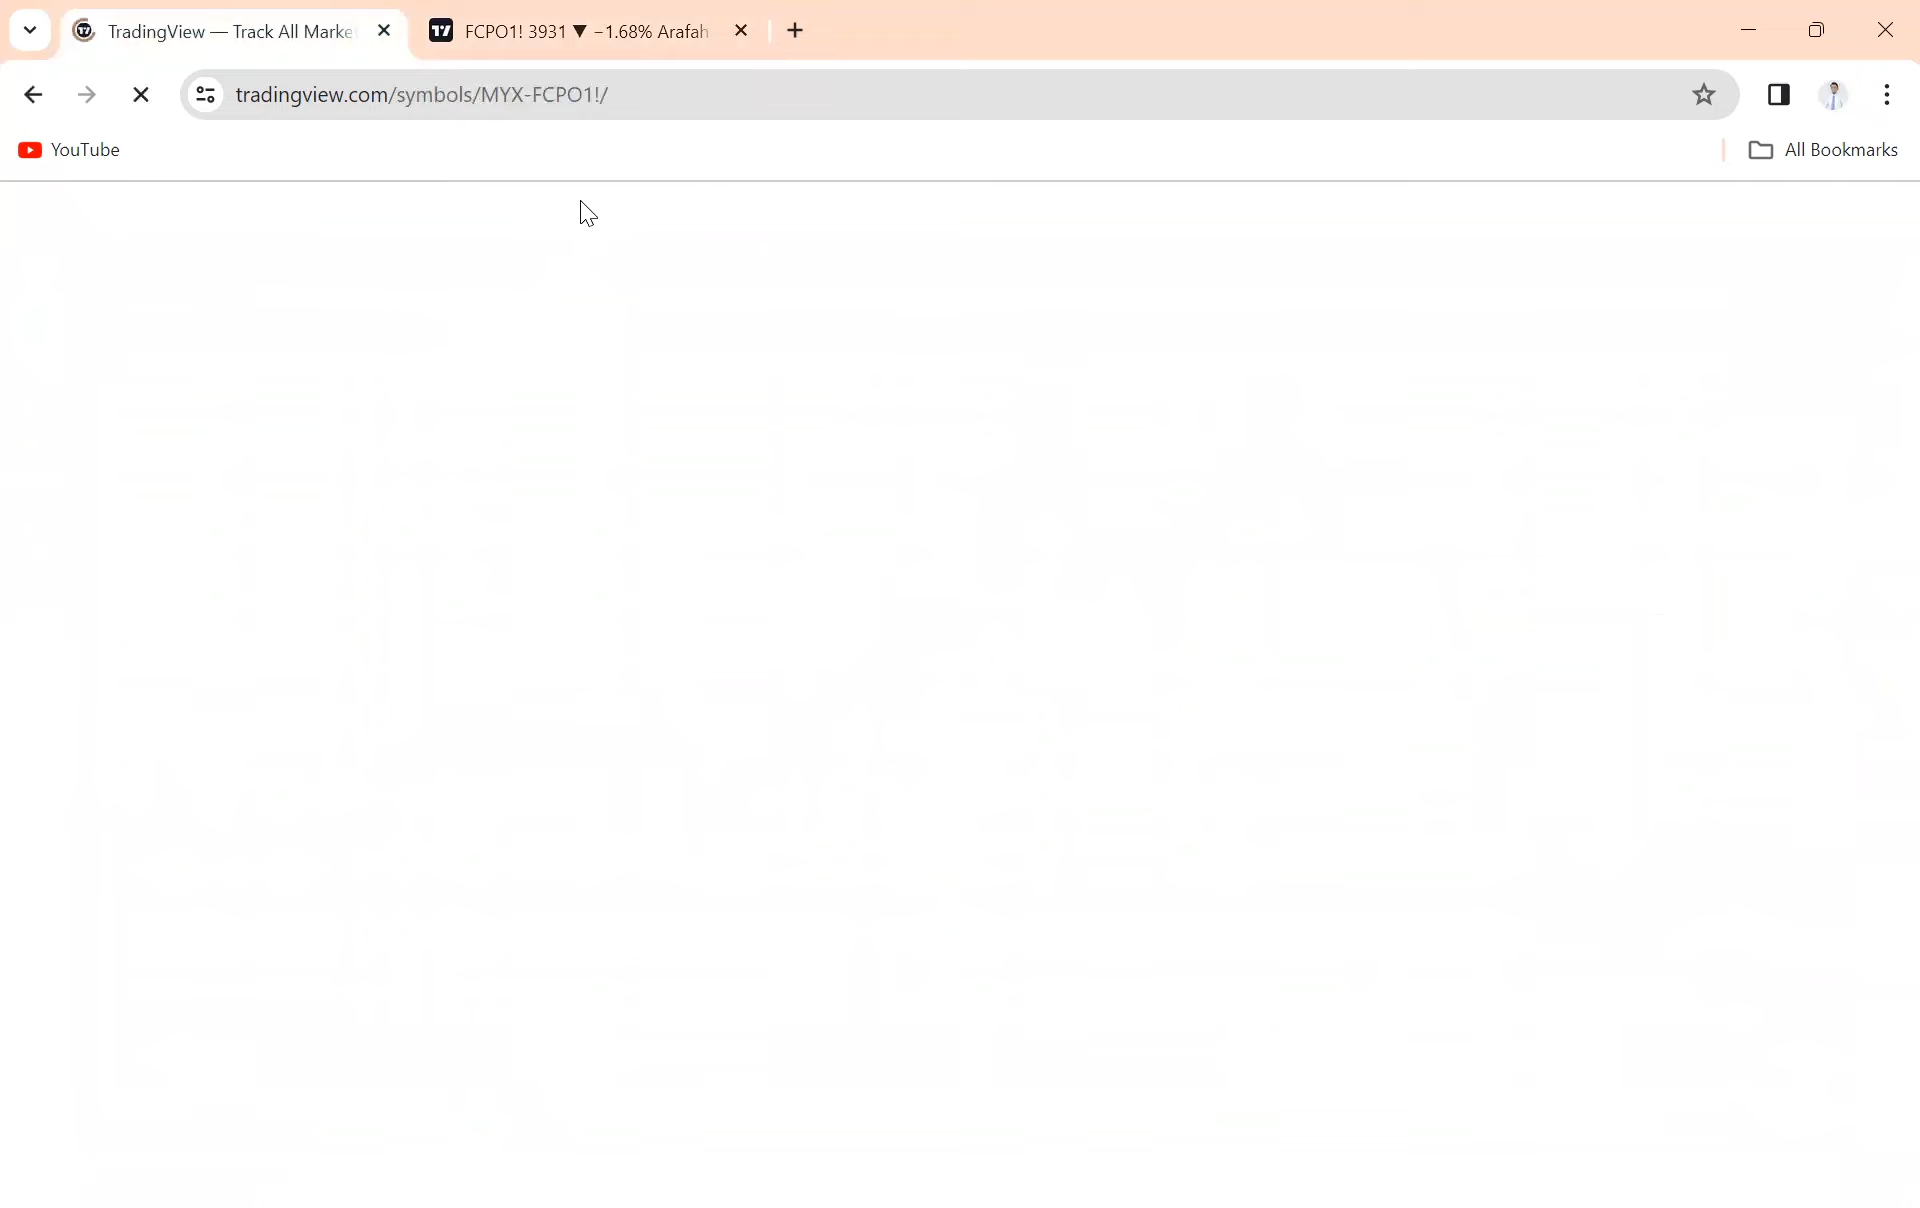 TradingView — Track All Marke
FCPO1! 3931 ▼ −1.68% Arafah
tradingview.com/symbols/MYX-FCPO1!/
YouTube
All Bookmarks